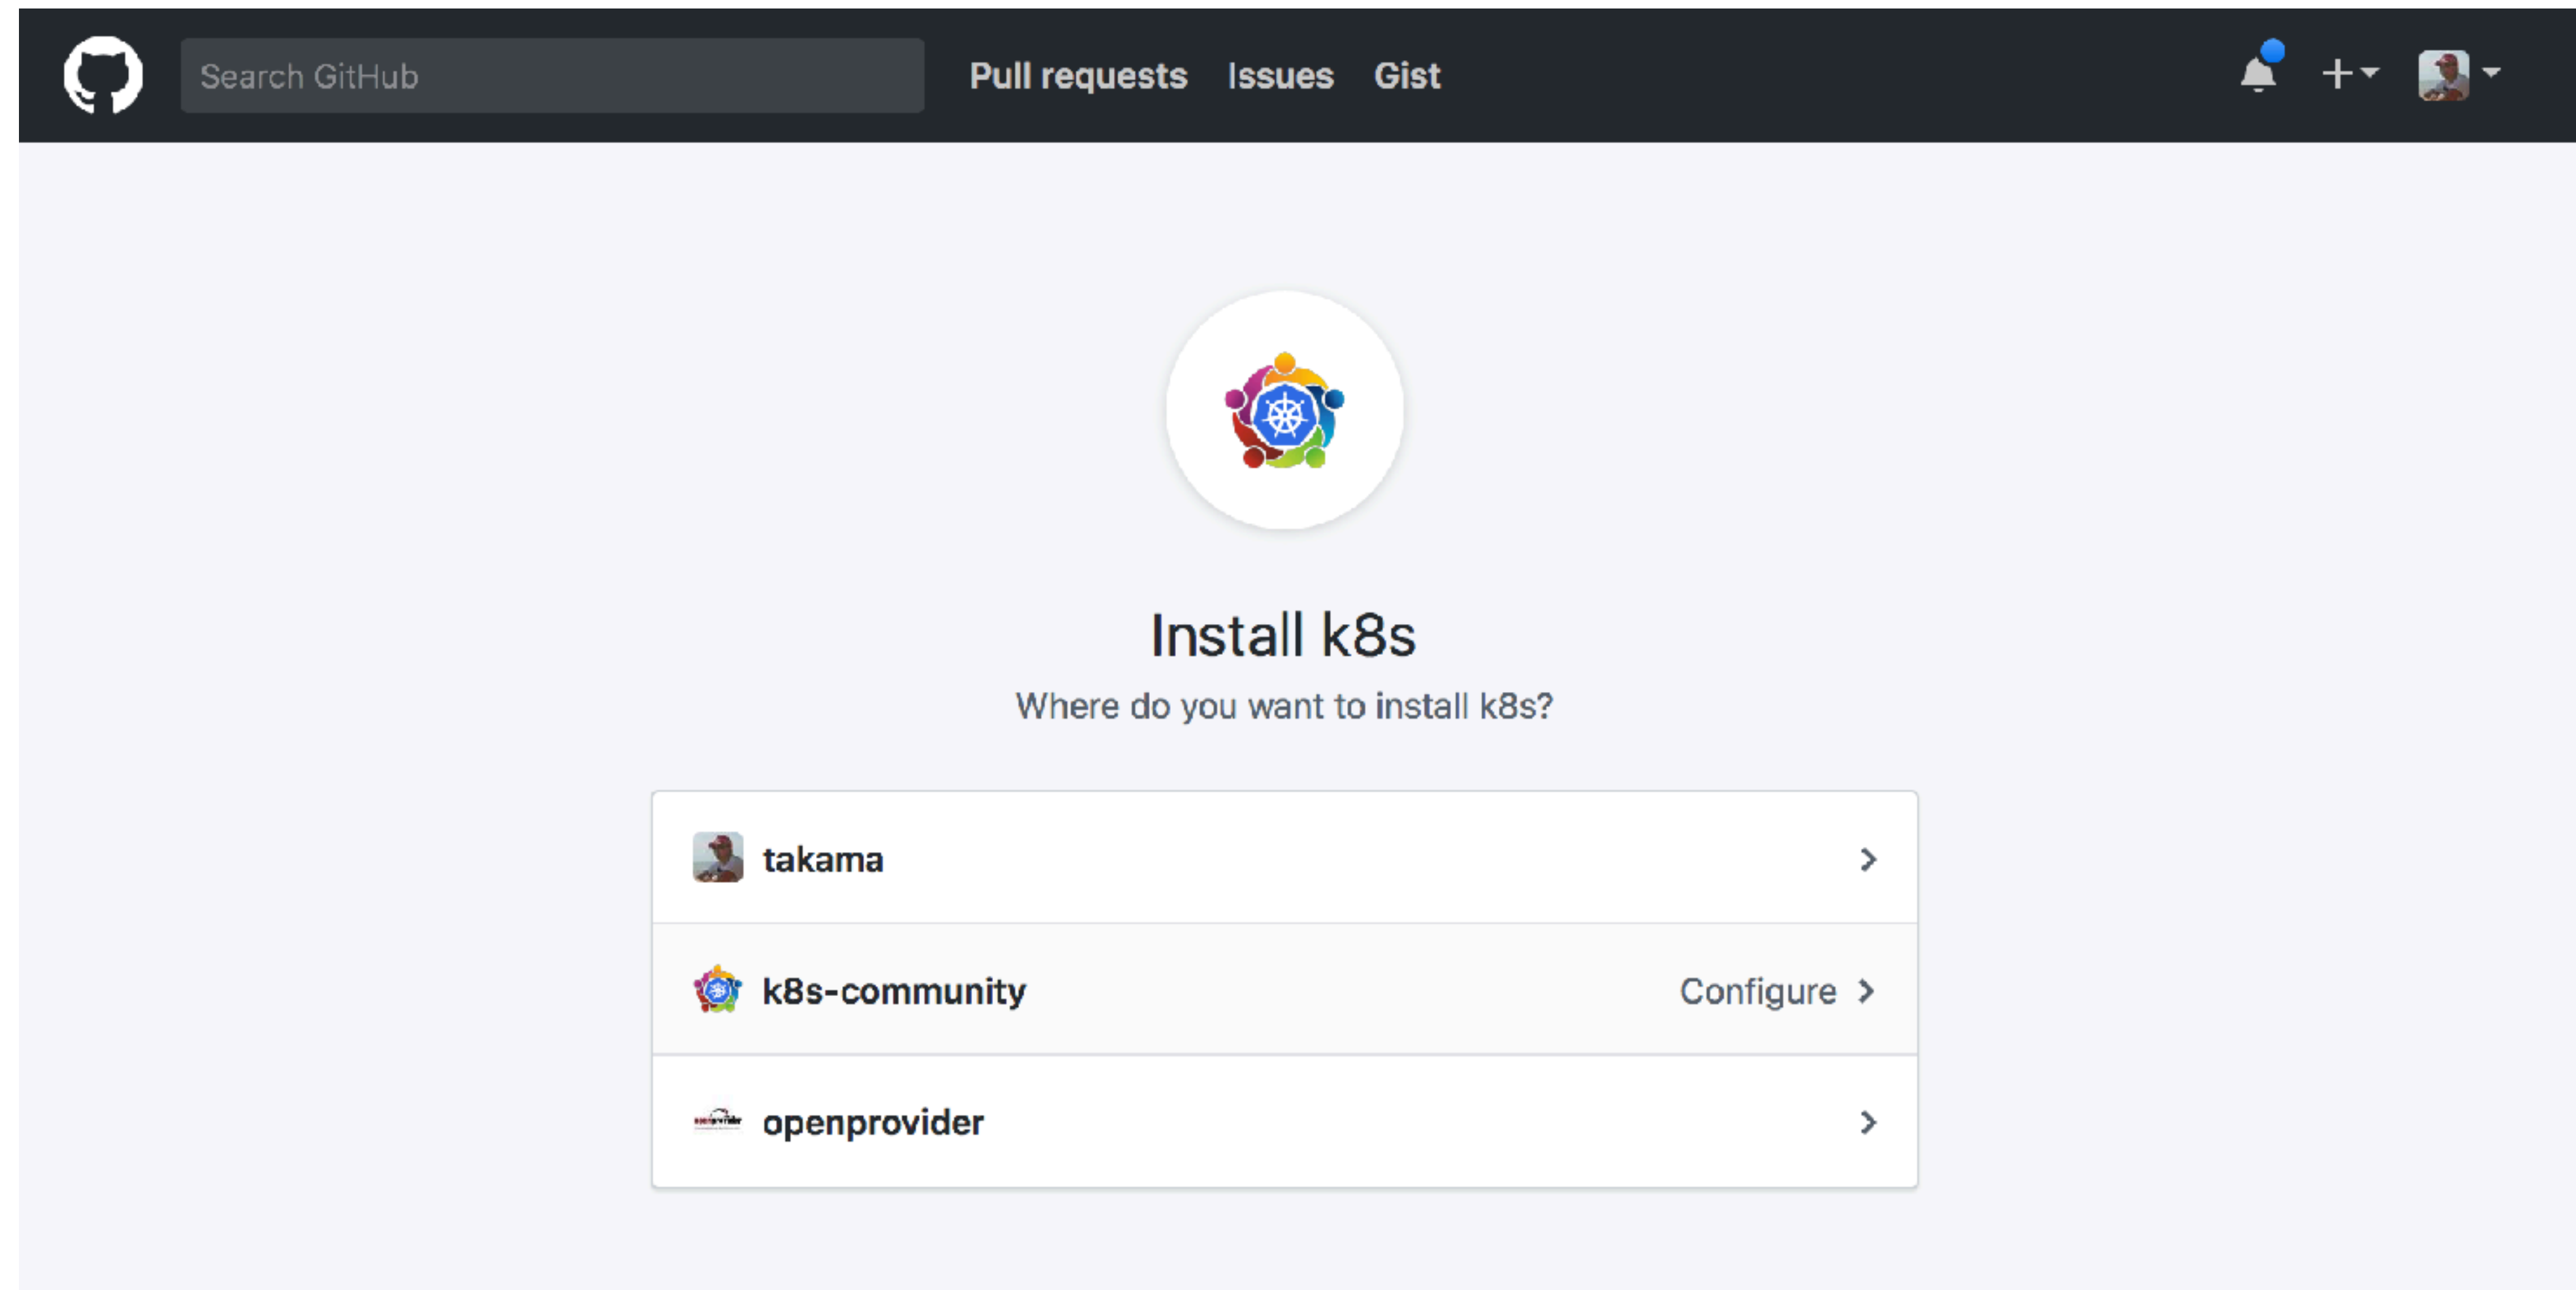 Search GitHub
Pull requests Issues Gist
Install k8s
Where do you want to install k8s?
takama
k8s-community Configure
openprovider